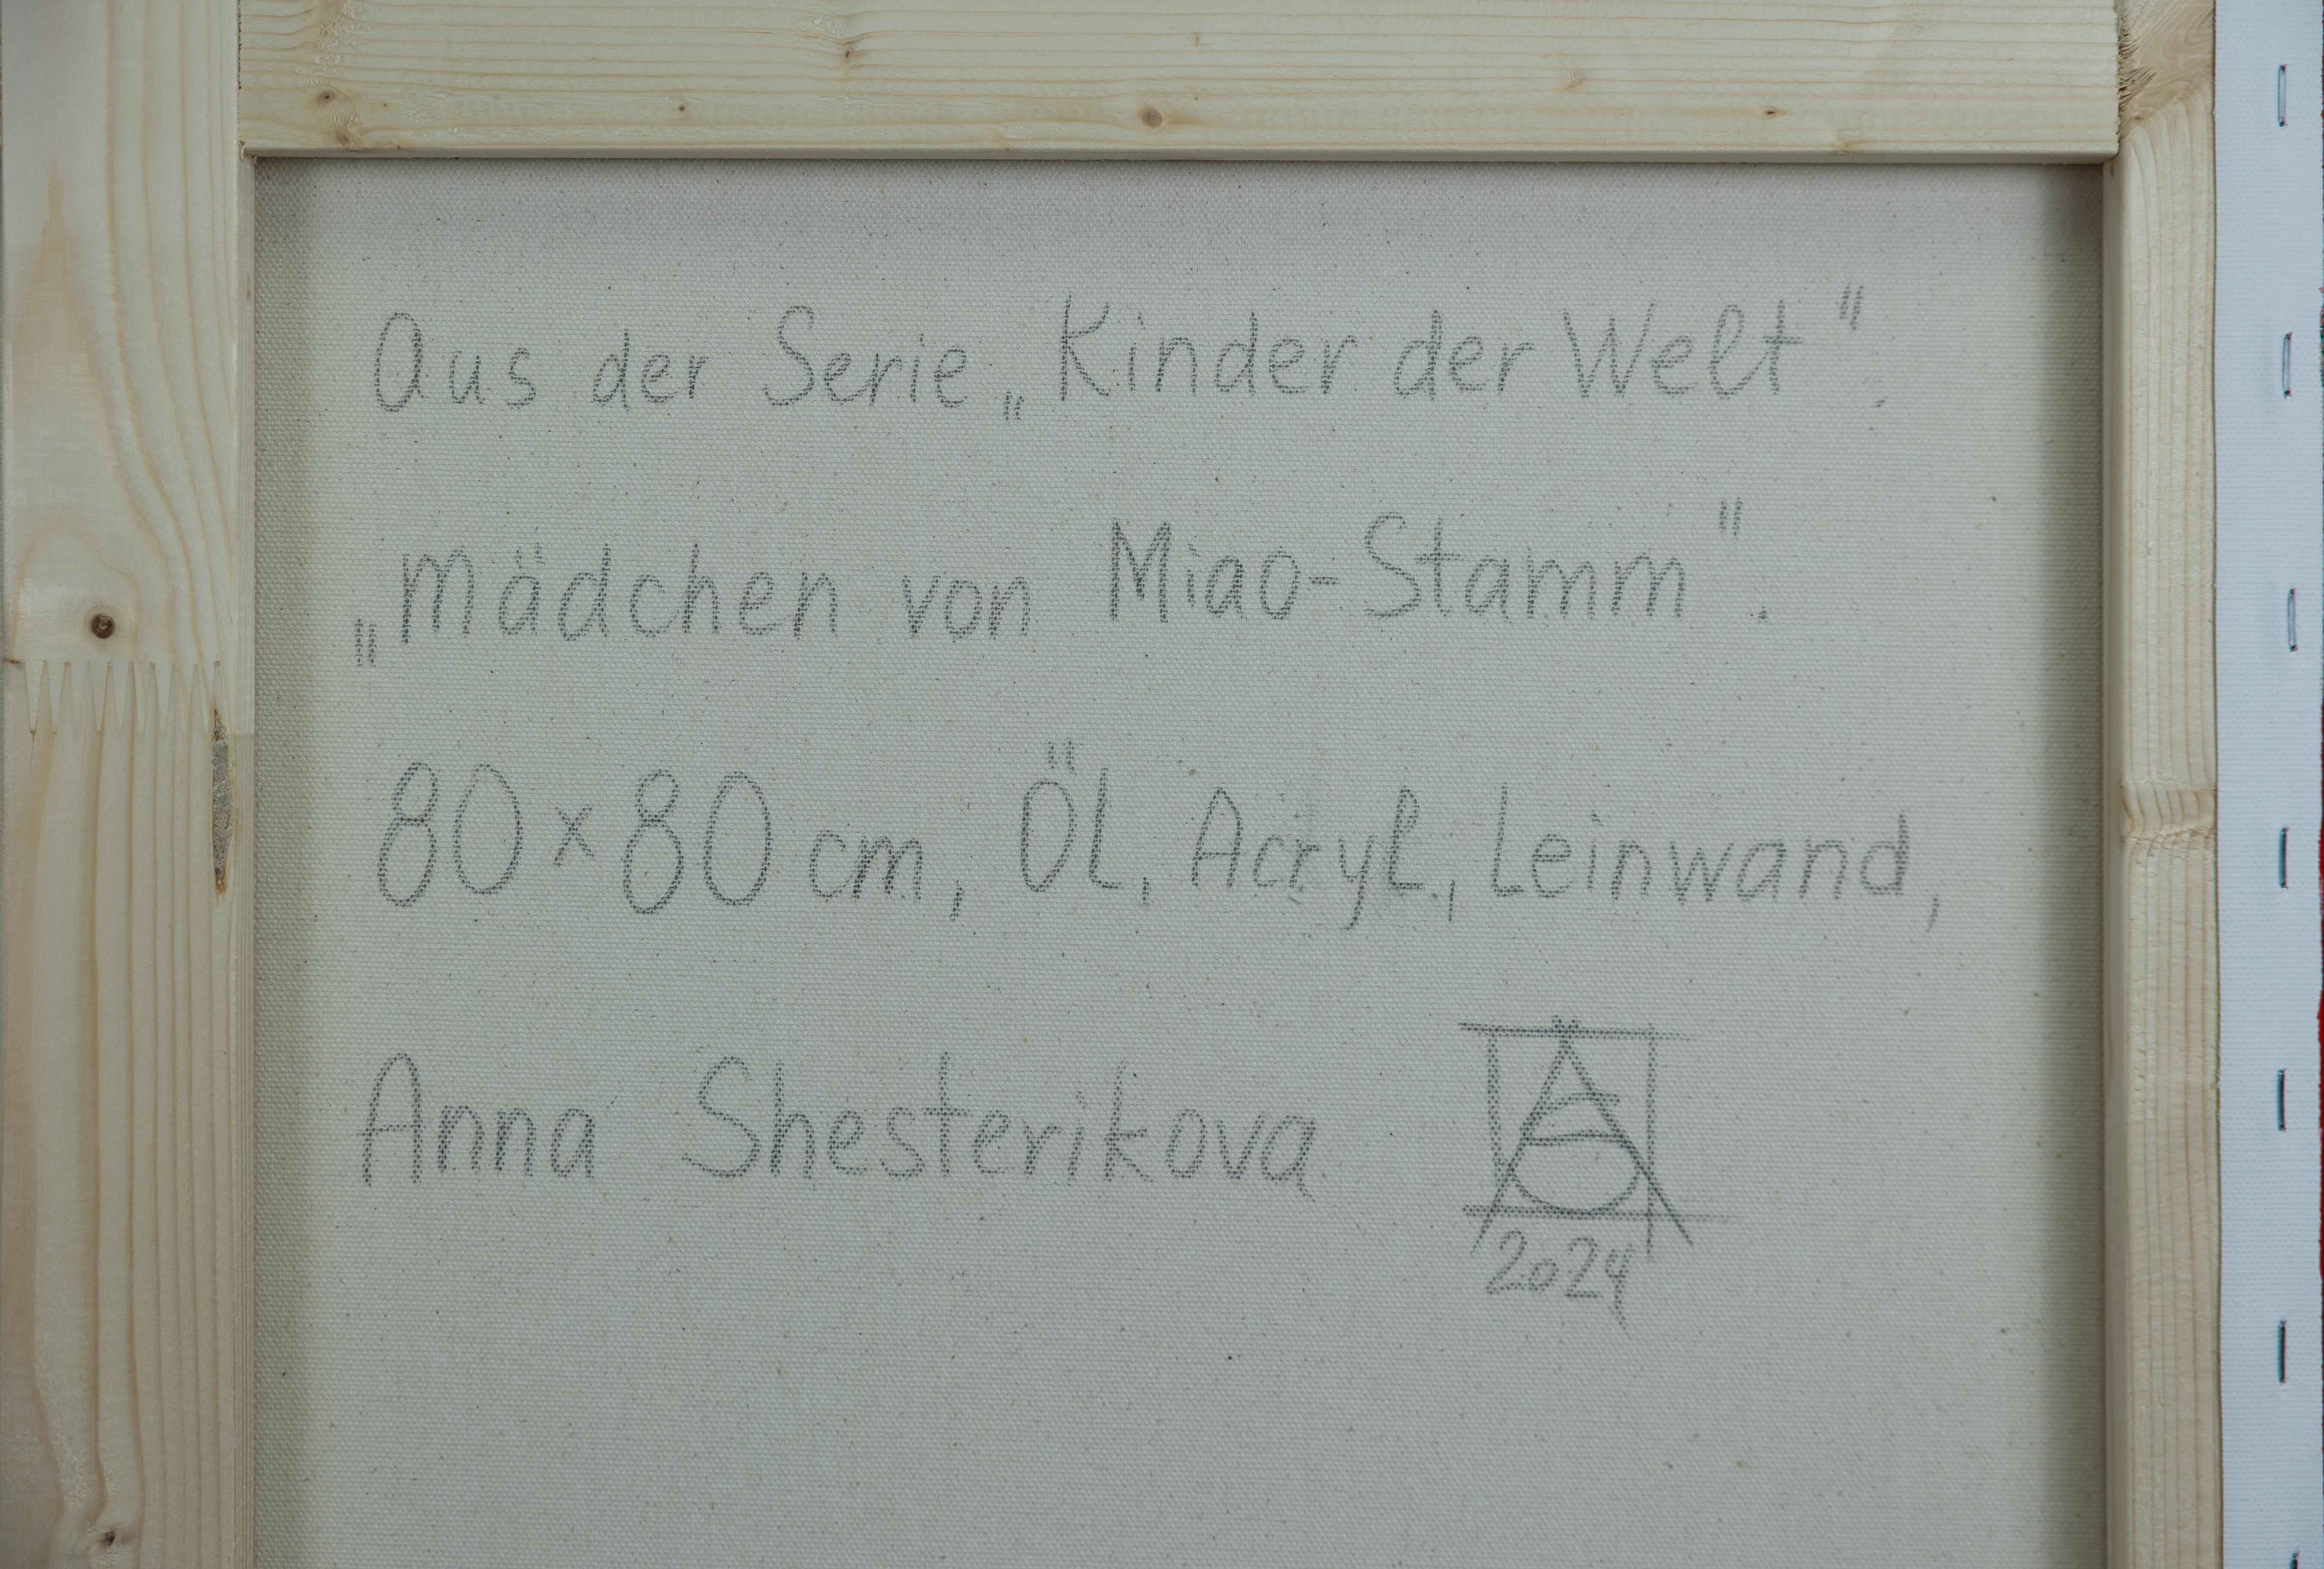 Aus der Serie „Kinder der Welt".
„Mädchen von Miao-Stamm".
80×80 cm, Öl, Acryl, Leinwand,
Anna Shesterikova
2024